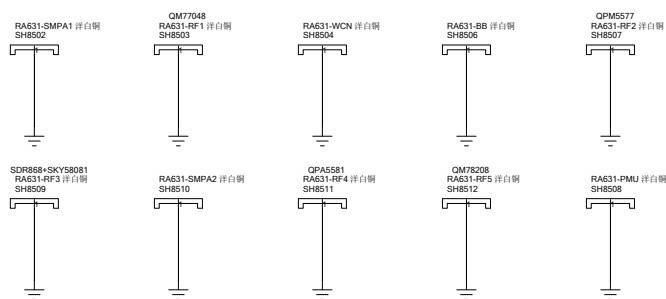 RA631-SMPA1 洋白铜
SH8502
QM77048
RA631-RF1 洋白铜
SH8503
RA631-WCN 洋白铜
SH8504
RA631-BB 洋白铜
SH8506
QPM5577
RA631-RF2 洋白铜
SH8507
SDR868+SKY58081
RA631-RF3 洋白铜
SH8509
RA631-SMPA2 洋白铜
SH8510
QPA5581
RA631-RF4 洋白铜
SH8511
QM78208
RA631-RF5 洋白铜
SH8512
RA631-PMU 洋白铜
SH8508